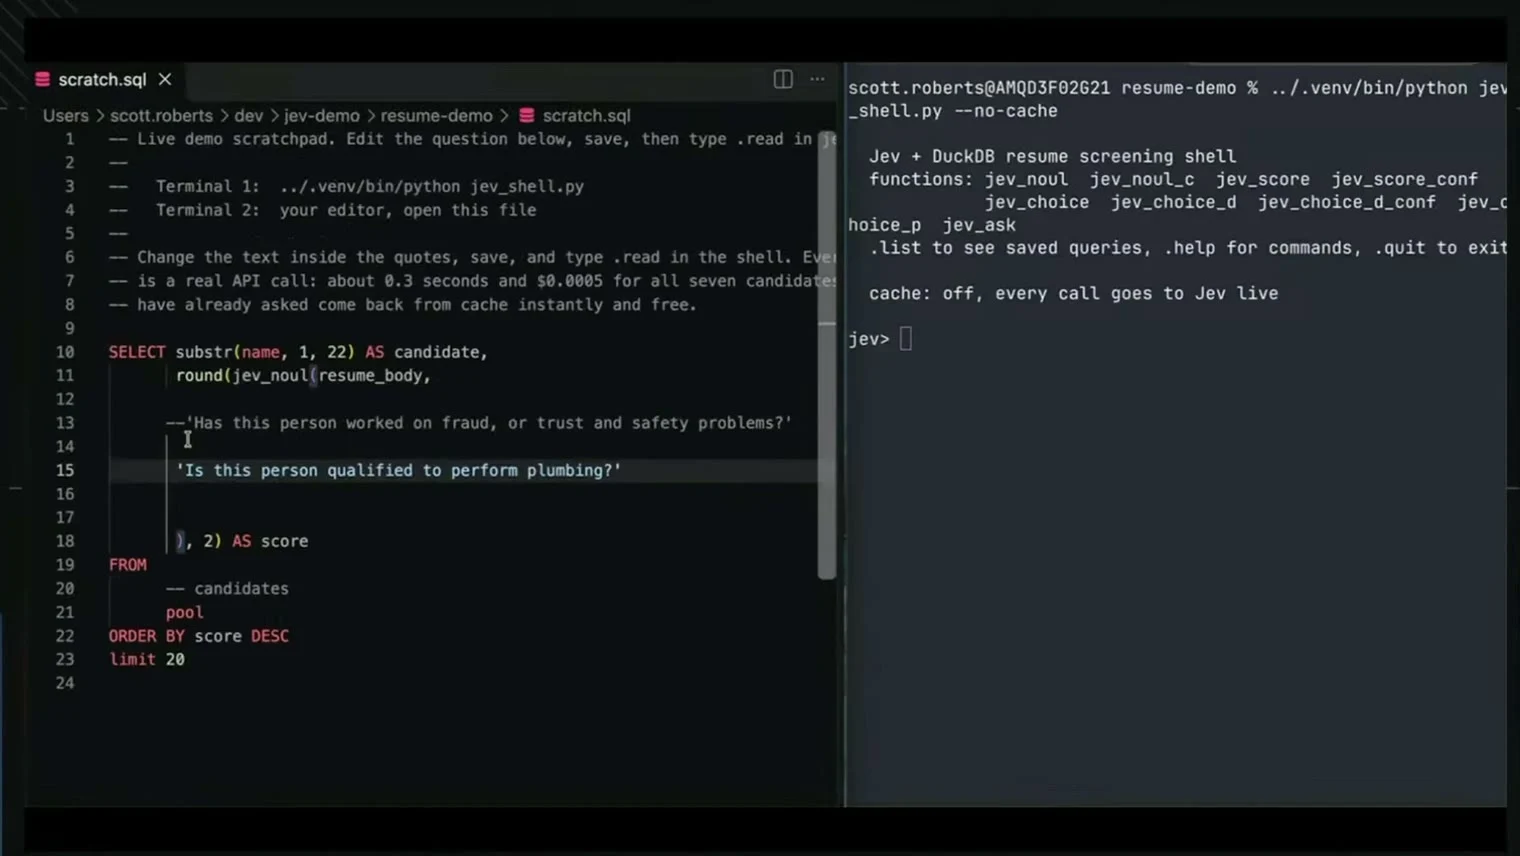 scratch.sql
Users > scott.roberts > dev > jev-demo > resume-demo > scratch.sql
1 -- Live demo scratchpad. Edit the question below, save, then type .read in
2 --
3 --   Terminal 1:  ../.venv/bin/python jev_shell.py
4 --   Terminal 2:  your editor, open this file
5 --
6 -- Change the text inside the quotes, save, and type .read in the shell.
7 -- is a real API call: about 0.3 seconds and $0.0005 for all seven candidates
8 -- have already asked come back from cache instantly and free.
9
10 SELECT substr(name, 1, 22) AS candidate,
11 round(jev_noul(resume_body,
12
13 --'Has this person worked on fraud, or trust and safety problems?'
14
15 'Is this person qualified to perform plumbing?'
16
17
18 ), 2) AS score
19 FROM
20 -- candidates
21 pool
22 ORDER BY score DESC
23 limit 20
24
scott.roberts@AMQD3F02G21 resume-demo % ../.venv/bin/python jev
_shell.py --no-cache
Jev + DuckDB resume screening shell
functions: jev_noul jev_noul_c jev_score jev_score_conf
jev_choice jev_choice_d jev_choice_d_conf jev_c
hoice_p jev_ask
.list to see saved queries, .help for commands, .quit to exit
cache: off, every call goes to Jev live
jev>